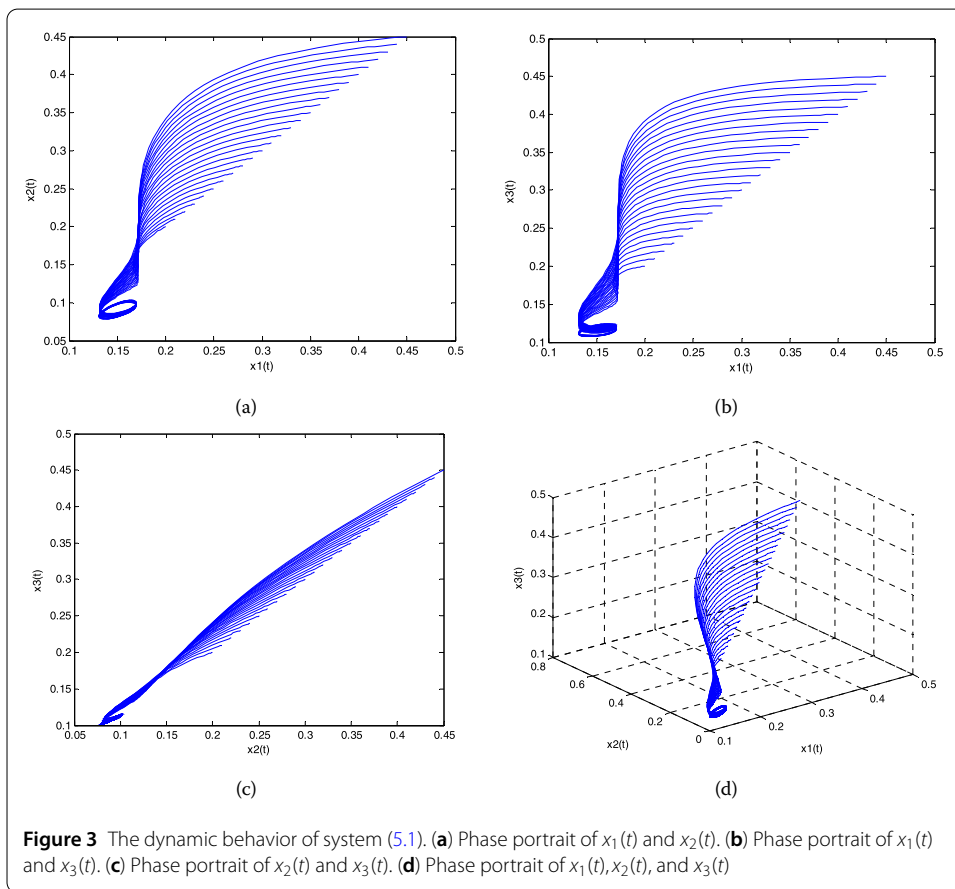 0.45
0.4
0.35
0.3
0.25
0.2
0.15
0.1
0.05
x2(t)
0.1 0.15 0.2 0.25 0.3 0.35 0.4 0.45 0.5
x1(t)
(a)
0.5
0.45
0.4
0.35
0.3
0.25
0.2
0.15
0.1
x3(t)
0.1 0.15 0.2 0.25 0.3 0.35 0.4 0.45 0.5
x1(t)
(b)
0.5
0.45
0.4
0.35
0.3
0.25
0.2
0.15
0.1
x3(t)
0.05 0.1 0.15 0.2 0.25 0.3 0.35 0.4 0.45
x2(t)
(c)
0.5
0.4
0.3
0.2
0.1
x3(t)
0.8
0.6
0.4
0.2
0
x2(t)
0.1
0.2
0.3
0.4
0.5
x1(t)
(d)
Figure 3 The dynamic behavior of system (5.1). (a) Phase portrait of x₁(t) and x₂(t). (b) Phase portrait of x₁(t)
and x₃(t). (c) Phase portrait of x₂(t) and x₃(t). (d) Phase portrait of x₁(t), x₂(t), and x₃(t)